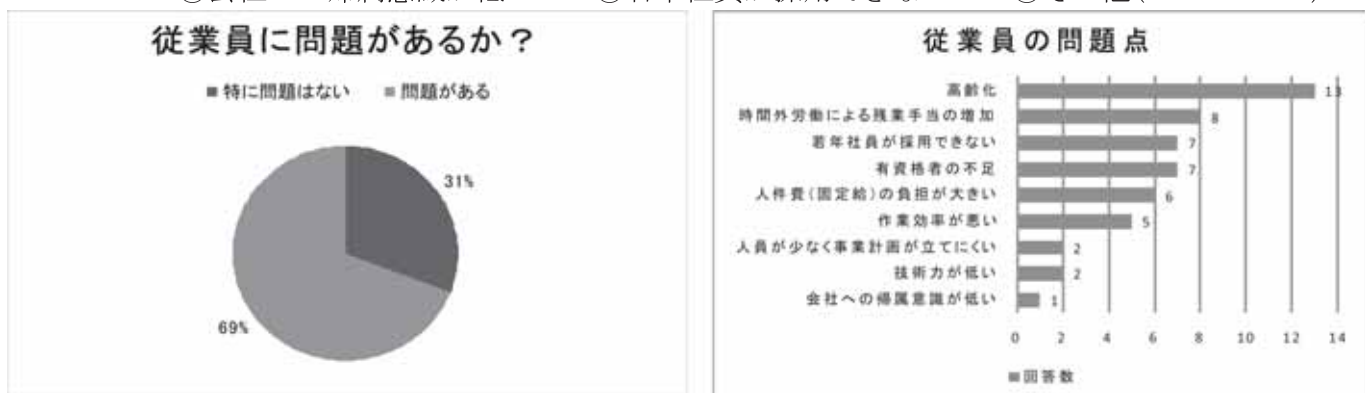 従業員に問題があるか？
■特に問題はない ■問題がある
31%
69%
従業員の問題点
高齢化 13
時間外労働による残業手当の増加 8
若年社員が採用できない 7
有資格者の不足 7
人件費(固定給)の負担が大きい 6
作業効率が悪い 5
人員が少なく事業計画が立てにくい 2
技術力が低い 2
会社への帰属意識が低い 1
0 2 4 6 8 10 12 14
■回答数